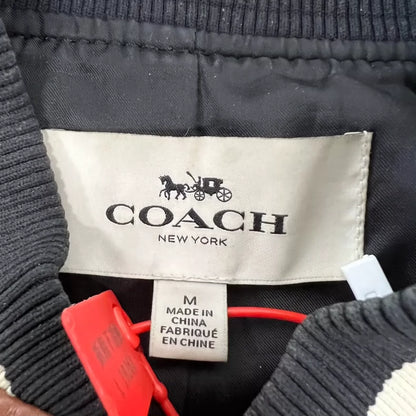 COACH
NEW YORK
M
MADE IN
CHINA
FABRIQUÉ
EN CHINE